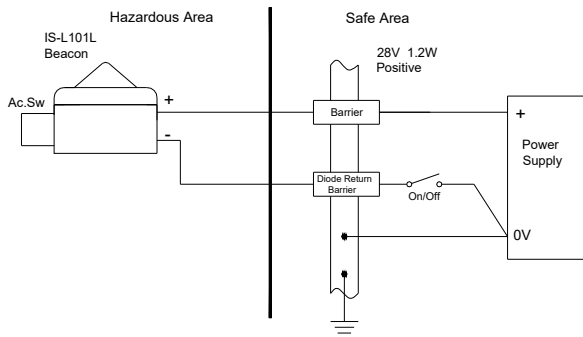 Hazardous Area
Safe Area
IS-L101L
Beacon
28V 1.2W
Positive
Ac.Sw
+
-
Barrier
+
Power
Supply
Diode Return
Barrier
On/Off
0V